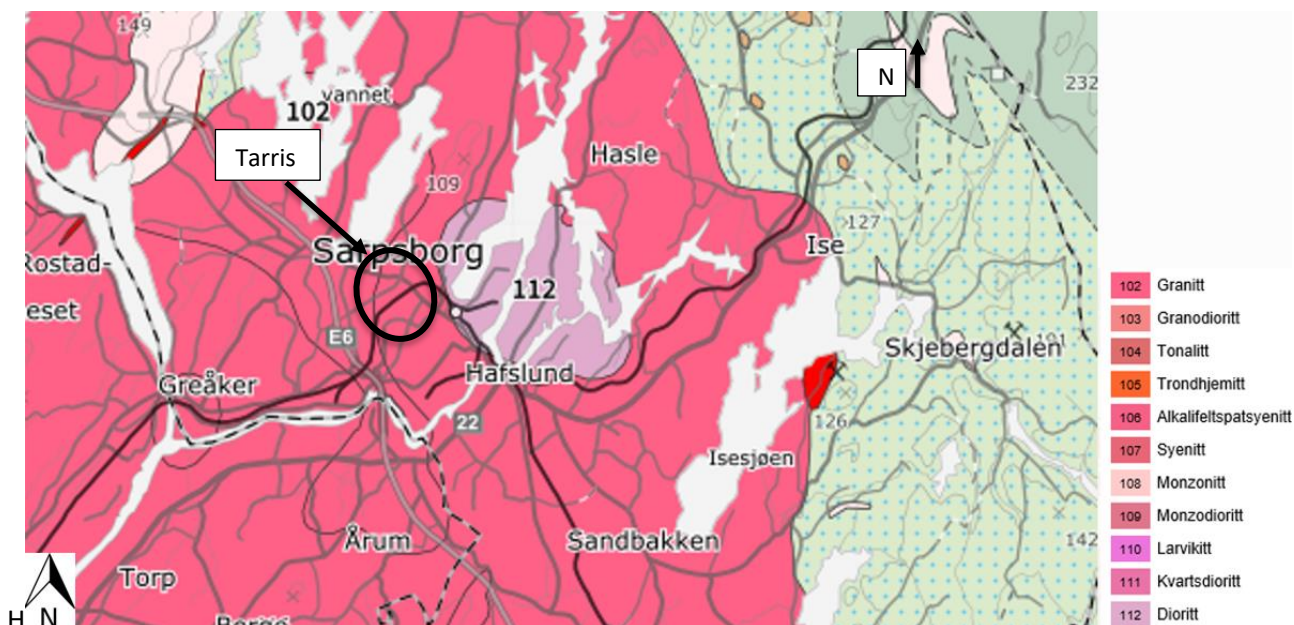 149
102
vannet
Tarris
N
232
Hasle
109
127
Sarpsborg
Ise
Rostad-
eset
112
E6
Skjebergdalen
101
Greåker
Hafslund
22
126
Isesjøen
Årum
Sandbakken
142
Torp
Borge
H N
102 Granitt
103 Granodioritt
104 Tonalitt
105 Trondhjemitt
106 Alkalifeltspatsyenitt
107 Syenitt
108 Monzonitt
109 Monzodioritt
110 Larvikitt
111 Kvartsdioritt
112 Dioritt